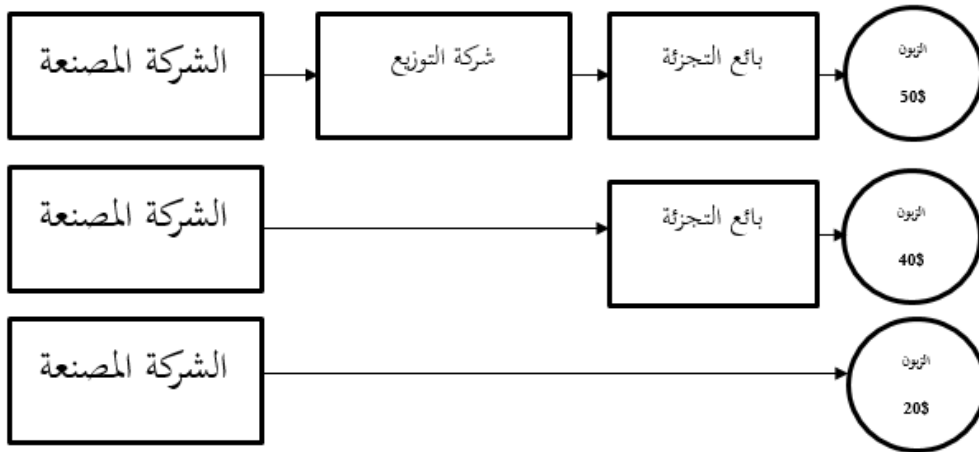 الشركة المصنعة
شركة التوزيع
بائع التجزئة
الزبون
50$
الشركة المصنعة
بائع التجزئة
الزبون
40$
الشركة المصنعة
الزبون
20$